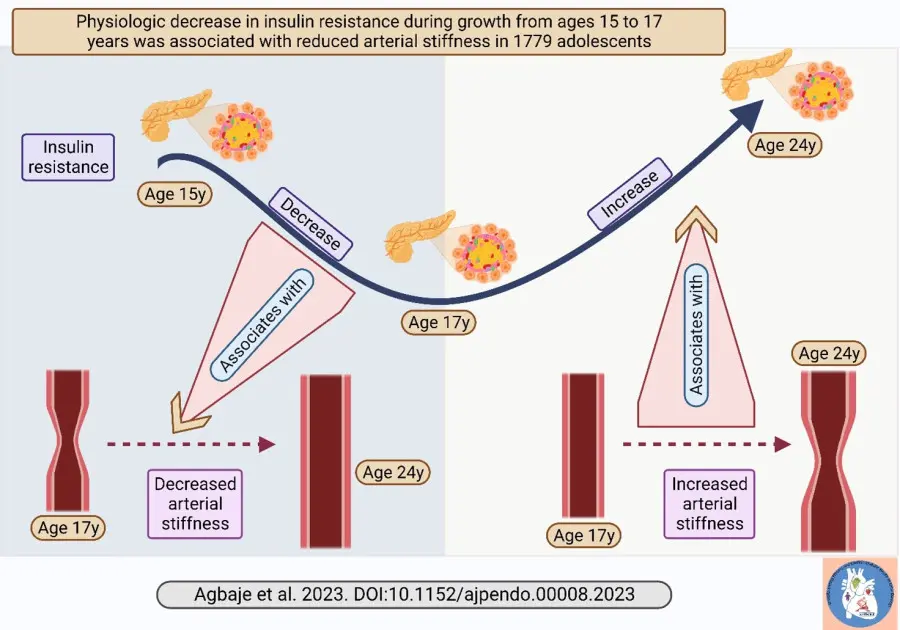 Physiologic decrease in insulin resistance during growth from ages 15 to 17
years was associated with reduced arterial stiffness in 1779 adolescents
Insulin
resistance
Age 15y
Decrease
Age 17y
Increase
Age 24y
Associates with
Associates with
Age 17y
Decreased
arterial
stiffness
Age 24y
Age 17y
Increased
arterial
stiffness
Age 24y
Agbaje et al. 2023. DOI:10.1152/ajpendo.00008.2023